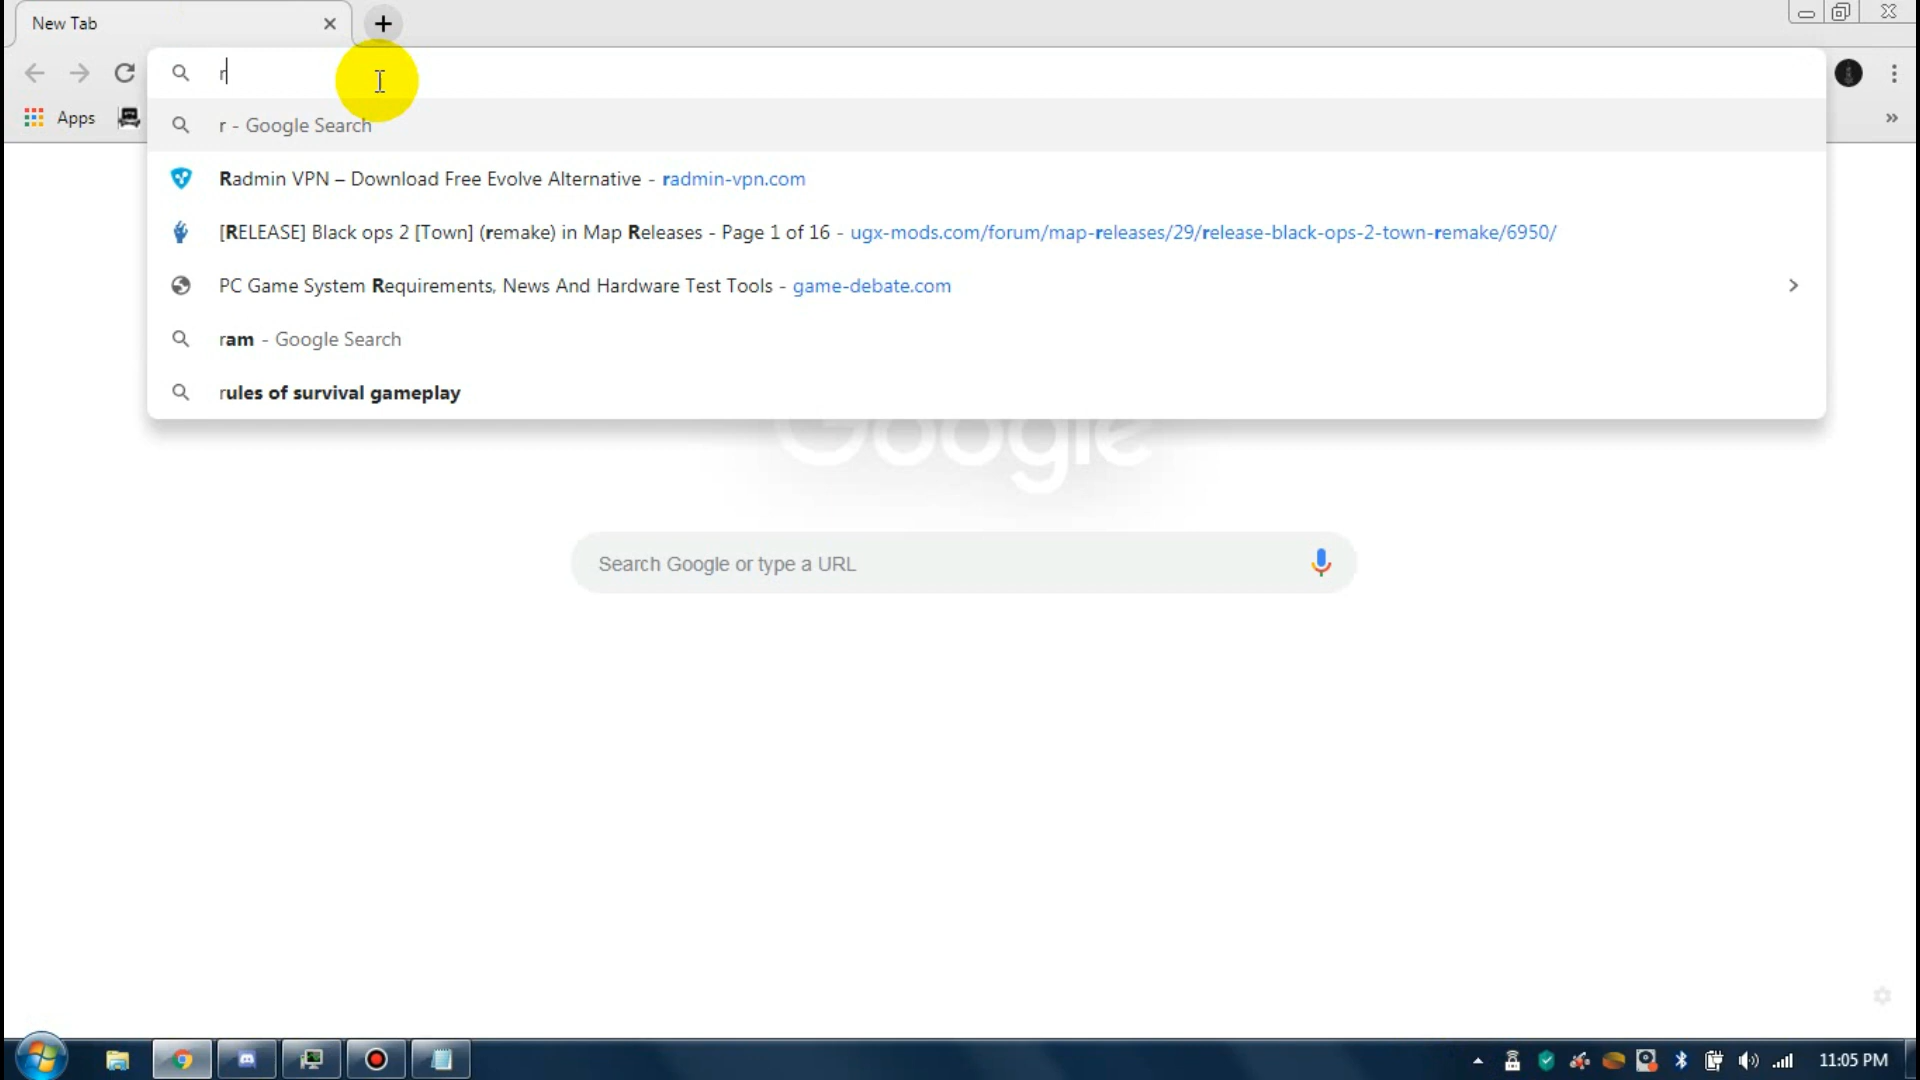 New Tab
r
Apps
r - Google Search
Radmin VPN – Download Free Evolve Alternative - radmin-vpn.com
[RELEASE] Black ops 2 [Town] (remake) in Map Releases - Page 1 of 16 - ugx-mods.com/forum/map-releases/29/release-black-ops-2-town-remake/6950/
PC Game System Requirements, News And Hardware Test Tools - game-debate.com
ram - Google Search
rules of survival gameplay
Google
Search Google or type a URL
11:05 PM